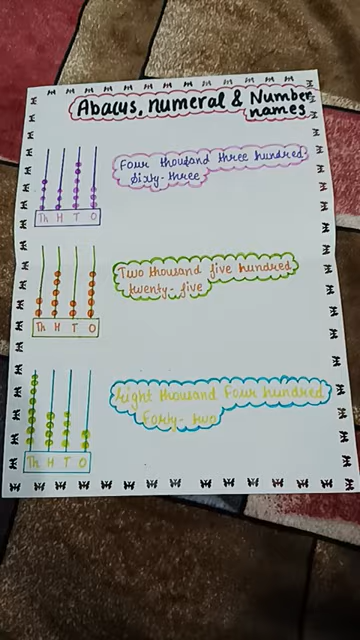 Abacus, numeral & Number
names
Four thousand three hundred
Sixty-three
Th H T O
Two thousand five hundred
twenty-five
Th H T O
Eight thousand four hundred
forty-two
Th H T O